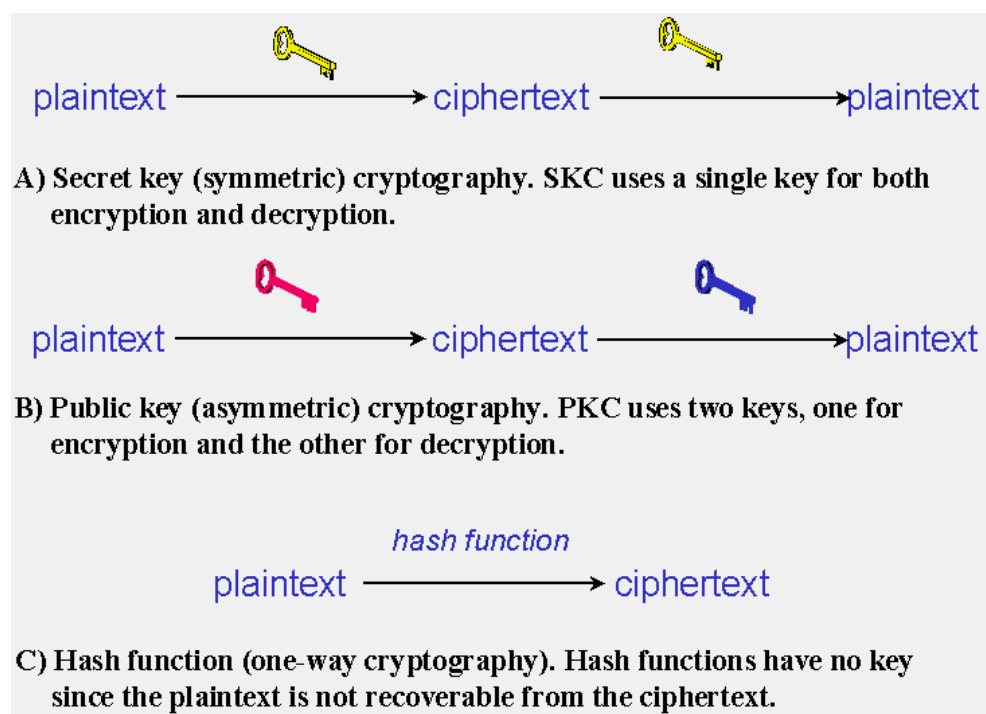 plaintext ciphertext plaintext
A) Secret key (symmetric) cryptography. SKC uses a single key for both
encryption and decryption.
plaintext ciphertext plaintext
B) Public key (asymmetric) cryptography. PKC uses two keys, one for
encryption and the other for decryption.
hash function
plaintext ciphertext
C) Hash function (one-way cryptography). Hash functions have no key
since the plaintext is not recoverable from the ciphertext.